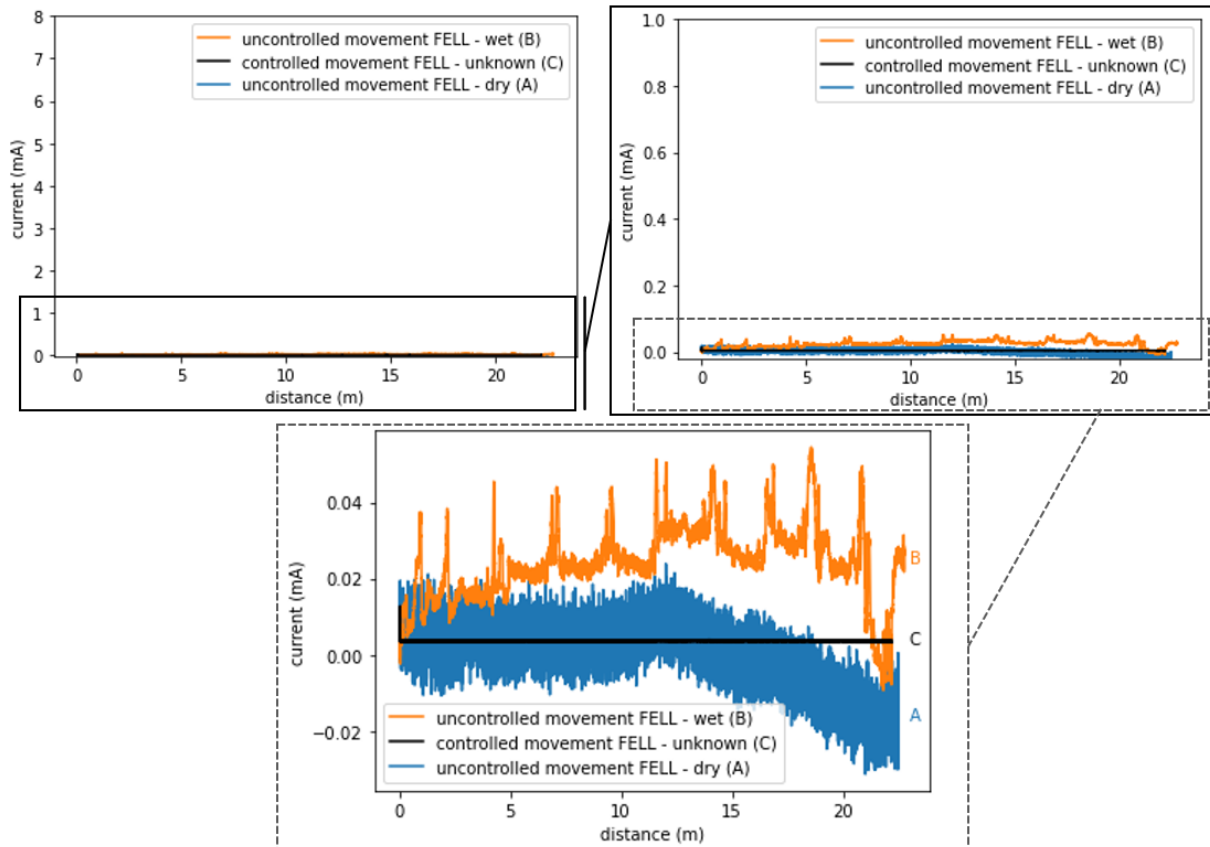 8
7
6
5
4
3
2
1
0
current (mA)
uncontrolled movement FELL - wet (B)
controlled movement FELL - unknown (C)
uncontrolled movement FELL - dry (A)
0 5 10 15 20
distance (m)
1.0
0.8
0.6
0.4
0.2
0.0
current (mA)
uncontrolled movement FELL - wet (B)
controlled movement FELL - unknown (C)
uncontrolled movement FELL - dry (A)
0 5 10 15 20
distance (m)
0.04
0.02
0.00
−0.02
current (mA)
B
C
A
uncontrolled movement FELL - wet (B)
controlled movement FELL - unknown (C)
uncontrolled movement FELL - dry (A)
0 5 10 15 20
distance (m)